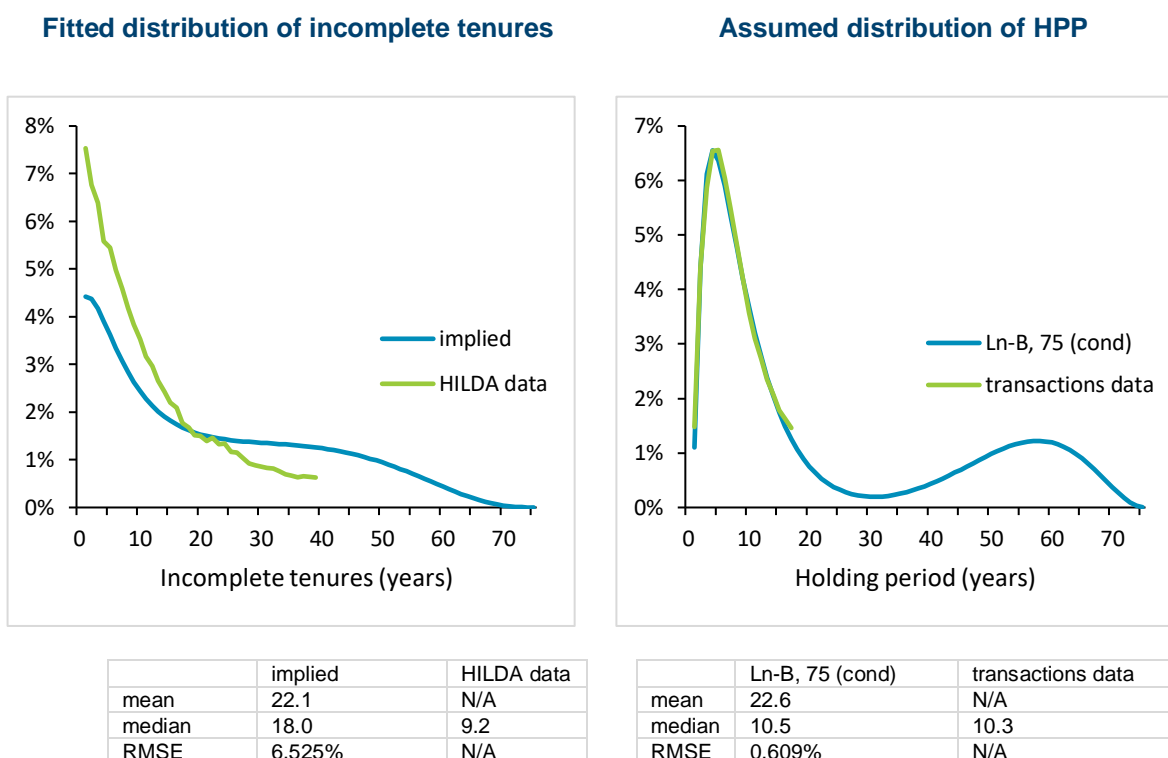 Fitted distribution of incomplete tenures
8%
7%
6%
5%
4%
3%
2%
1%
0%
implied
HILDA data
0 10 20 30 40 50 60 70
Incomplete tenures (years)
implied HILDA data
mean 22.1 N/A
median 18.0 9.2
RMSE 6.525% N/A
Assumed distribution of HPP
7%
6%
5%
4%
3%
2%
1%
0%
Ln-B, 75 (cond)
transactions data
0 10 20 30 40 50 60 70
Holding period (years)
Ln-B, 75 (cond) transactions data
mean 22.6 N/A
median 10.5 10.3
RMSE 0.609% N/A